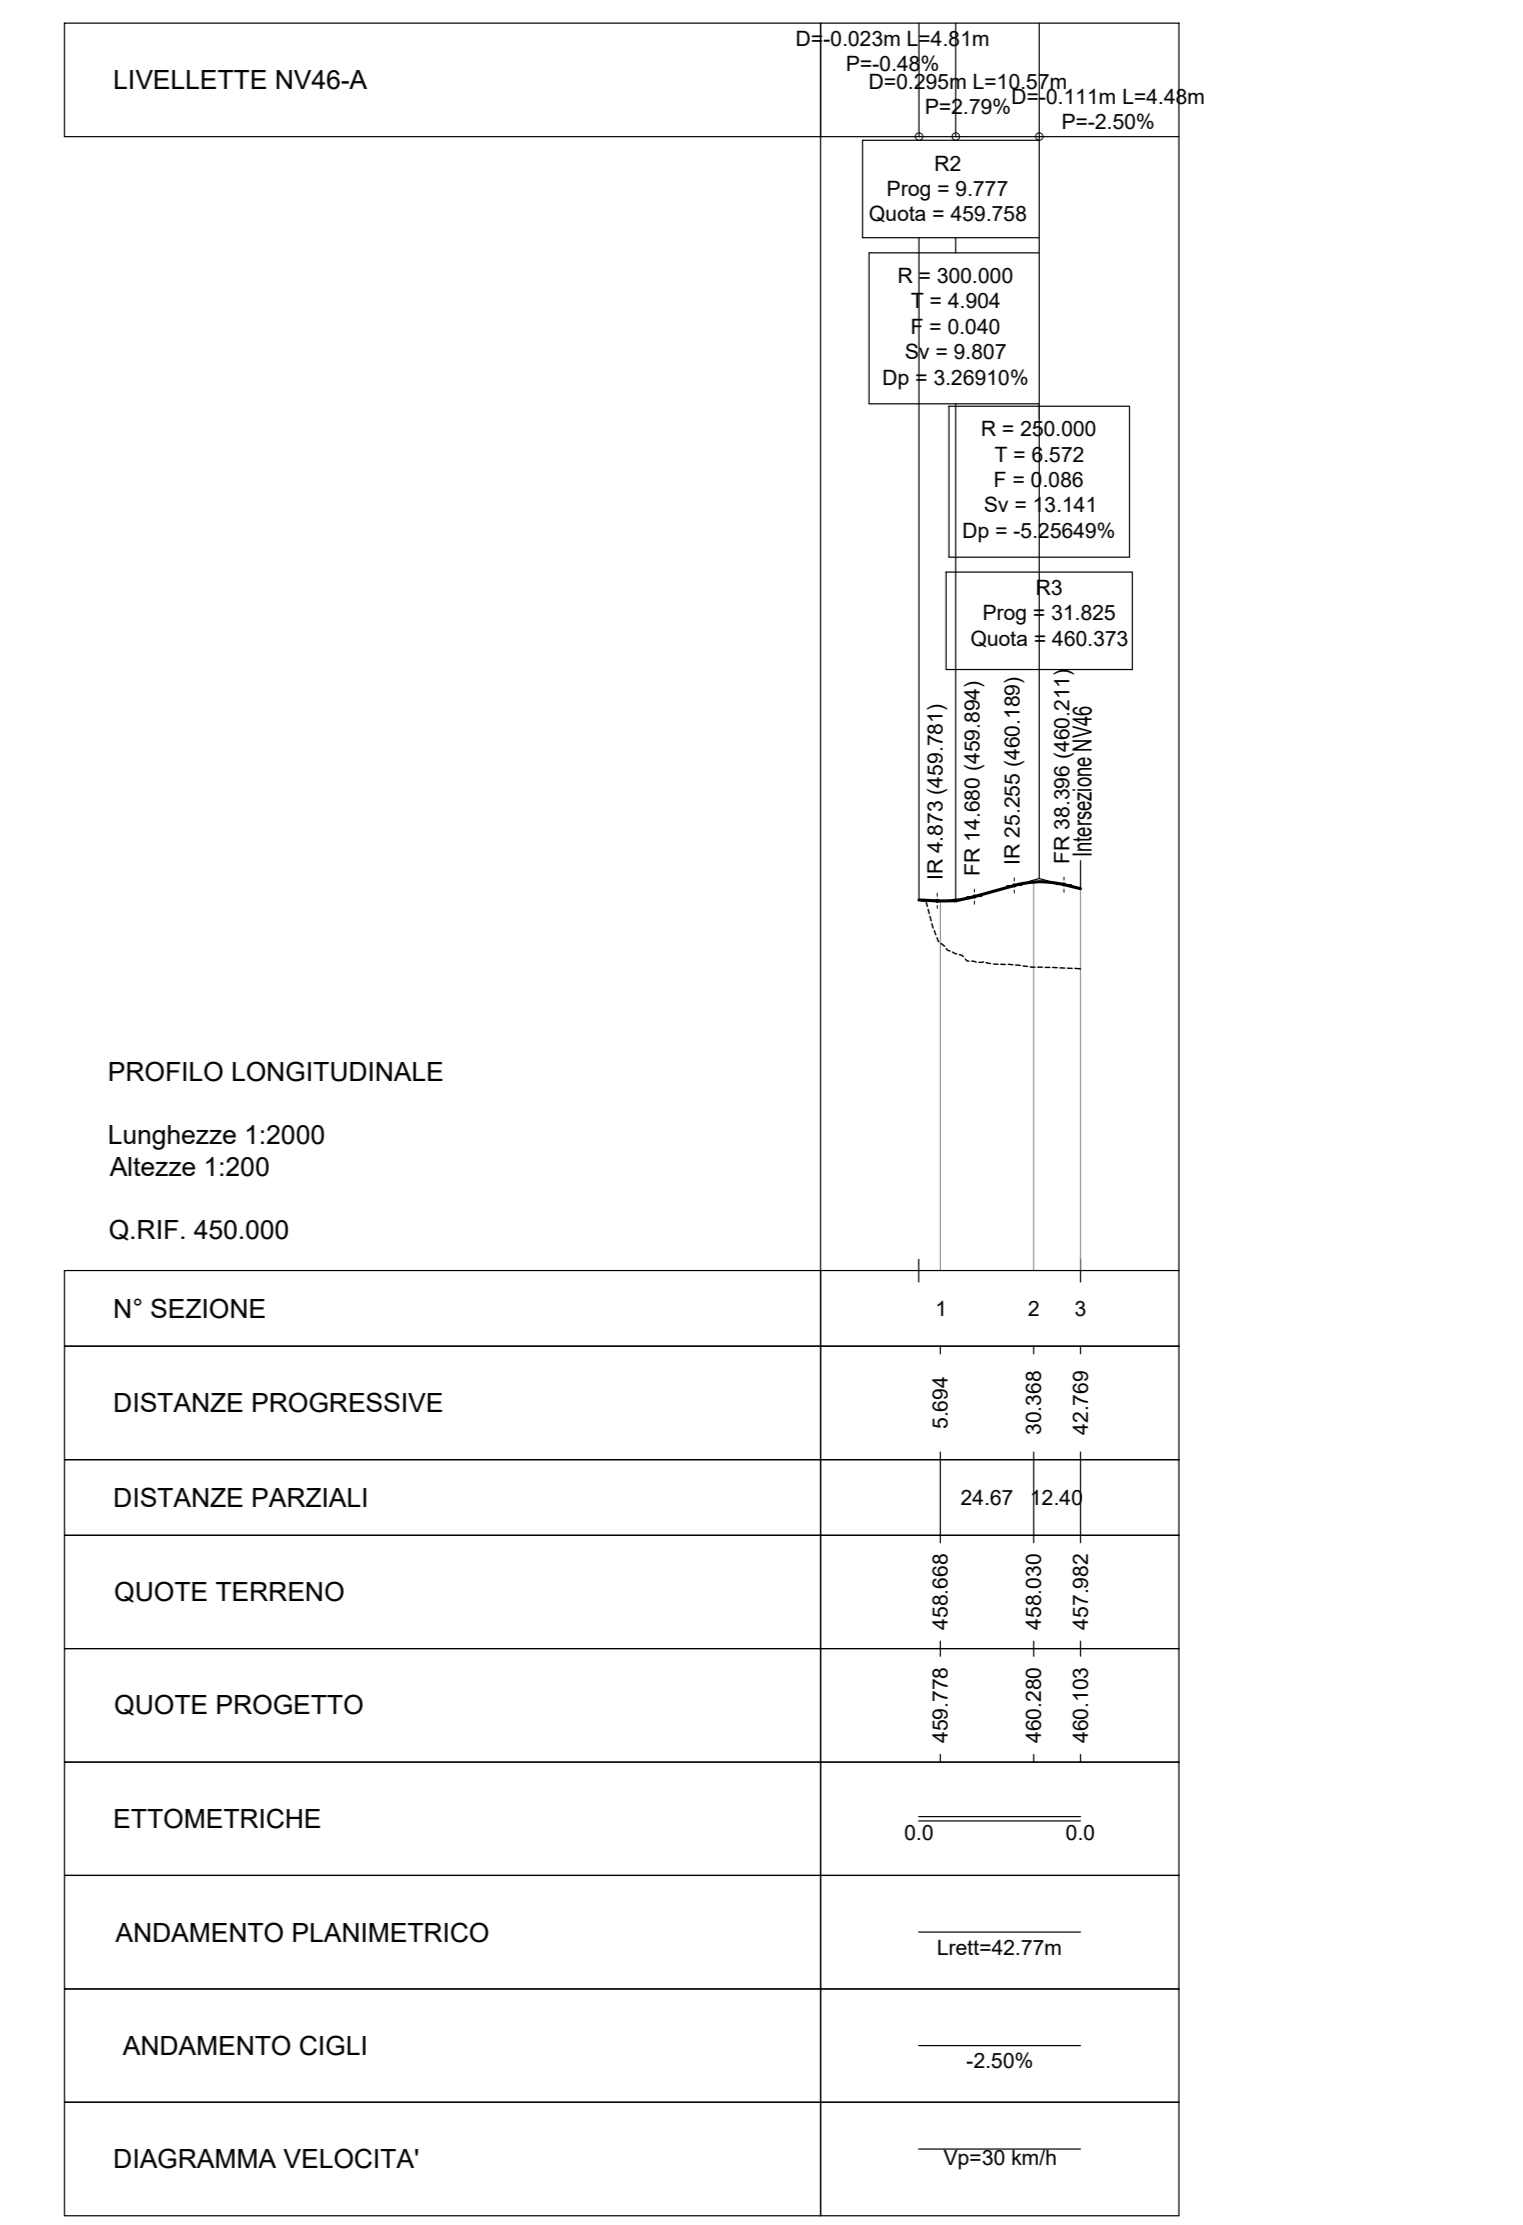 LIVELLETTE NV46-A
D=-0.023m L=4.81m
P=-0.48%
D=0.295m L=10.57m
P=2.79%
D=-0.111m L=4.48m
P=-2.50%
R2
Prog = 9.777
Quota = 459.758
R = 300.000
T = 4.904
F = 0.040
Sv = 9.807
Dp = 3.26910%
R = 250.000
T = 6.572
F = 0.086
Sv = 13.141
Dp = -5.25649%
R3
Prog = 31.825
Quota = 460.373
IR 4.873 (459.781)
FR 14.680 (459.894)
IR 25.255 (460.189)
FR 38.396 (460.211)
Intersezione NV46
PROFILO LONGITUDINALE
Lunghezze 1:2000
Altezze 1:200
Q.RIF. 450.000
N° SEZIONE
1 2 3
DISTANZE PROGRESSIVE
5.694 30.368 42.769
DISTANZE PARZIALI
24.67 12.40
QUOTE TERRENO
458.668 458.030 457.982
QUOTE PROGETTO
459.778 460.280 460.103
ETTOMETRICHE
0.0 0.0
ANDAMENTO PLANIMETRICO
Lrett=42.77m
ANDAMENTO CIGLI
-2.50%
DIAGRAMMA VELOCITA'
Vp=30 km/h